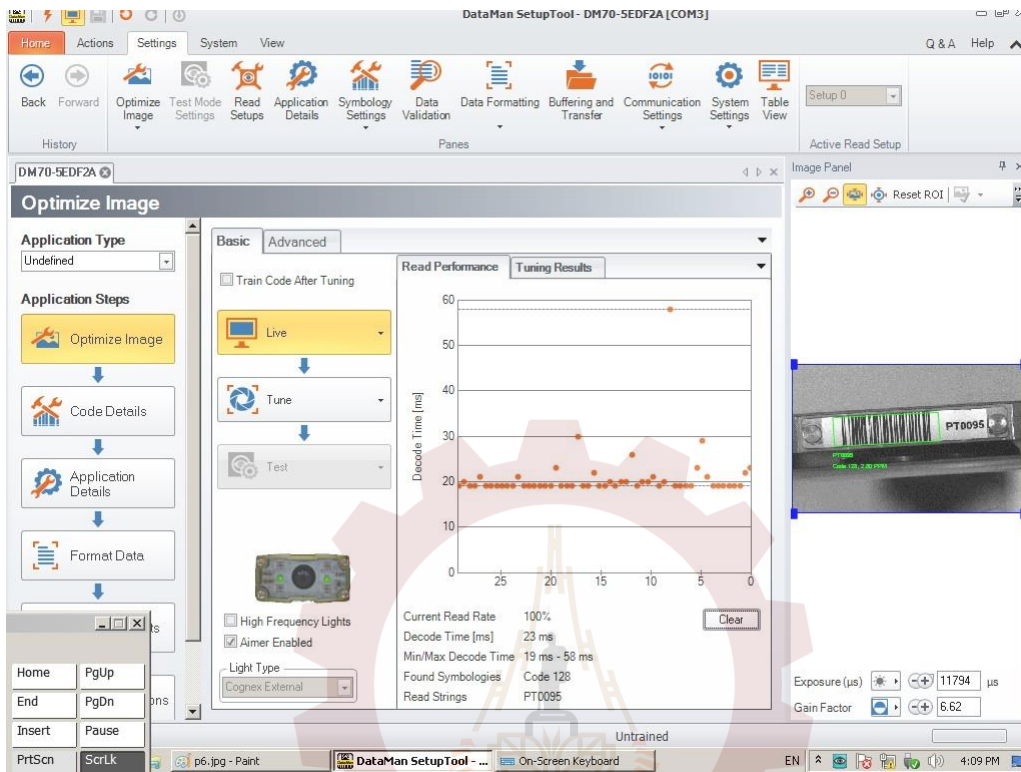 DataMan SetupTool - DM70-5EDF2A [COM3]
Home Actions Settings System View Q & A Help
Back Forward Optimize Image Test Mode Settings Read Setups Application Details Symbology Settings Data Validation Data Formatting Buffering and Transfer Communication Settings System Settings Table View Setup 0
History Panes Active Read Setup
DM70-5EDF2A
Image Panel
Optimize Image
Reset ROI
Application Type
Undefined
Application Steps
Optimize Image
Code Details
Application Details
Format Data
ts
ons
Basic Advanced
Train Code After Tuning
Live
Tune
Test
High Frequency Lights
Aimer Enabled
Light Type
Cognex External
Read Performance Tuning Results
Decode Time [ms]
60
50
40
30
20
10
0
25 20 15 10 5 0
Current Read Rate 100%
Clear
Decode Time [ms] 23 ms
Min/Max Decode Time 19 ms - 58 ms
Found Symbologies Code 128
Read Strings PT0095
PT0095
PT0095
Code 128, 2.80 PPM
Exposure (µs) 11794 µs
Gain Factor 6.62
Untrained
Home PgUp
End PgDn
Insert Pause
PrtScn ScrLk
p6.jpg - Paint DataMan SetupTool - ... On-Screen Keyboard EN 4:09 PM